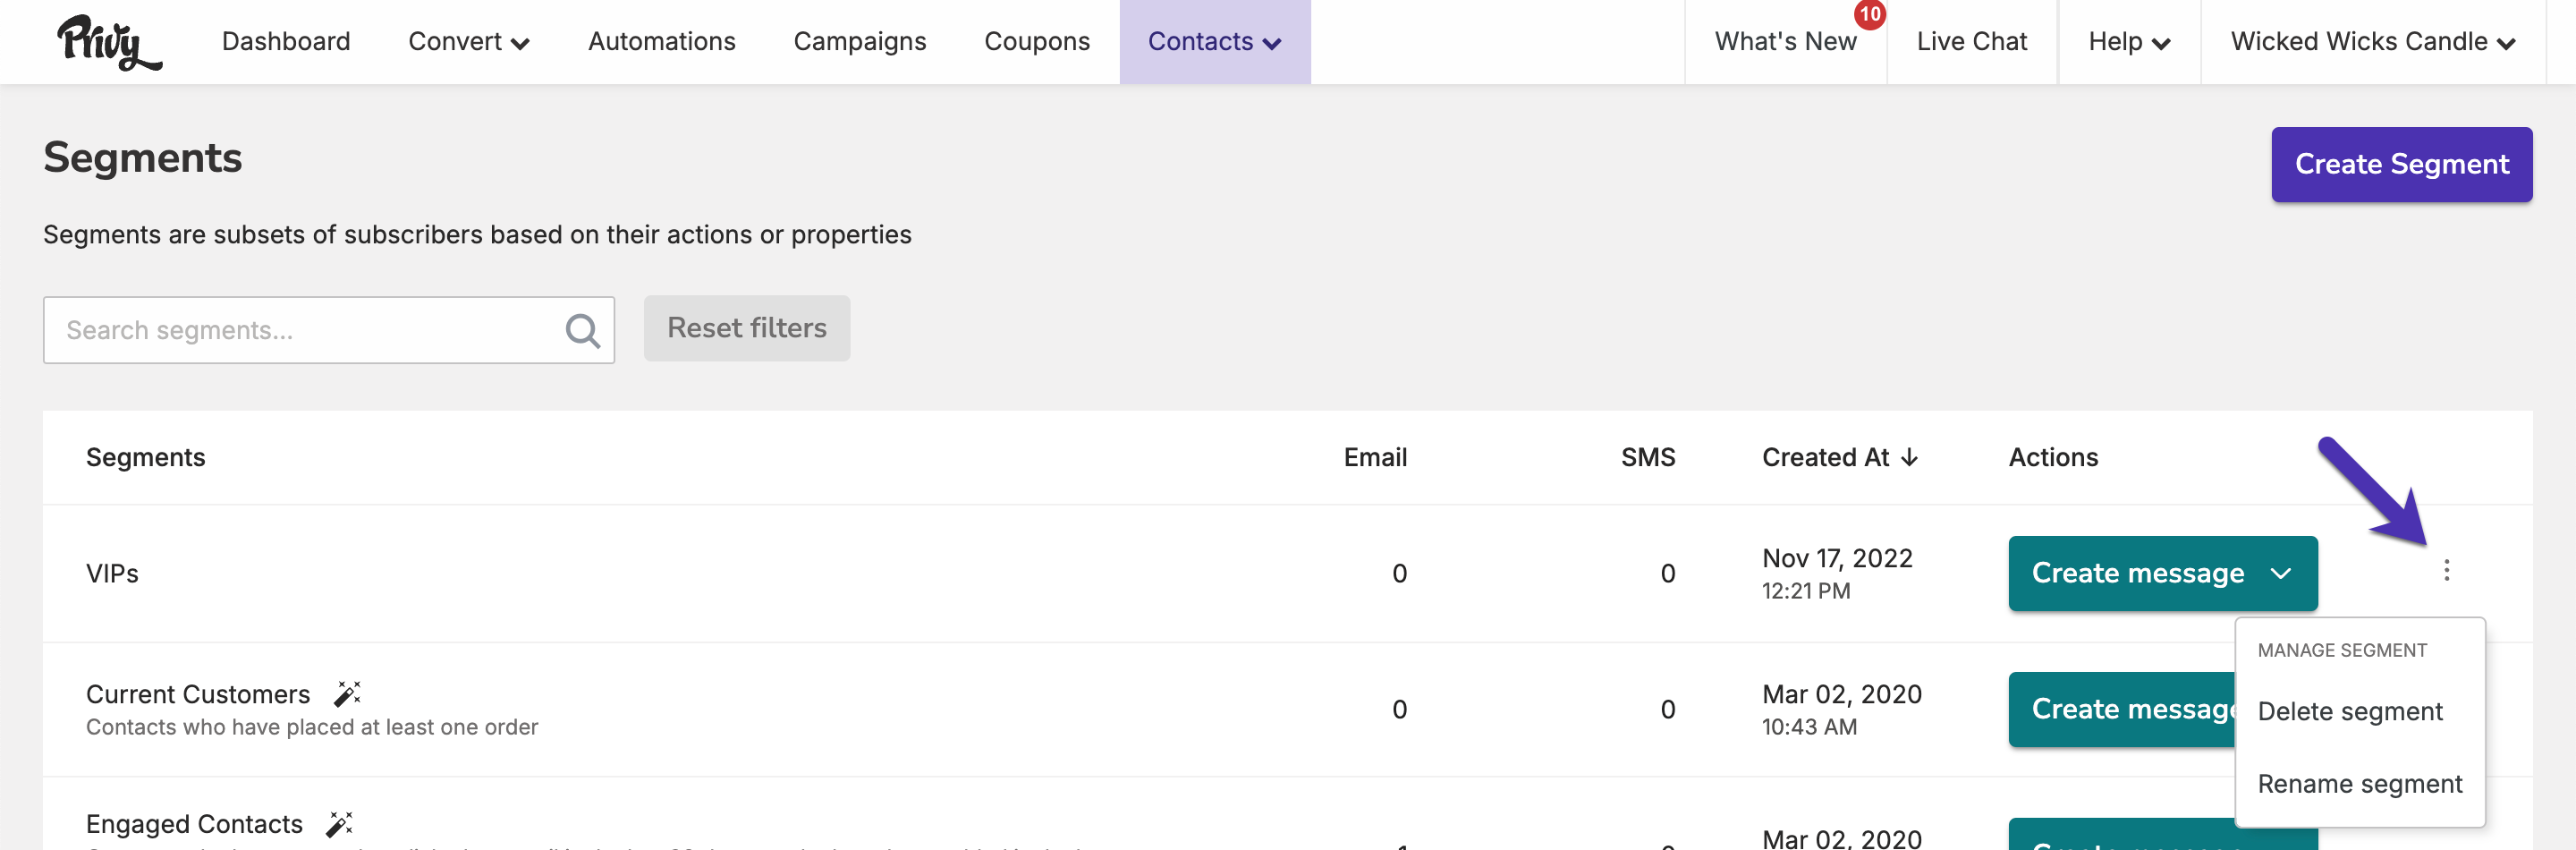 Privy
Dashboard Convert Automations Campaigns Coupons Contacts What's New 10 Live Chat Help Wicked Wicks Candle
Segments
Create Segment
Segments are subsets of subscribers based on their actions or properties
Search segments...
Reset filters
Segments Email SMS Created At Actions
VIPs 0 0 Nov 17, 2022 Create message
12:21 PM
MANAGE SEGMENT
Delete segment
Rename segment
Current Customers 0 0 Mar 02, 2020 Create message
Contacts who have placed at least one order 10:43 AM
Engaged Contacts Mar 02, 2020